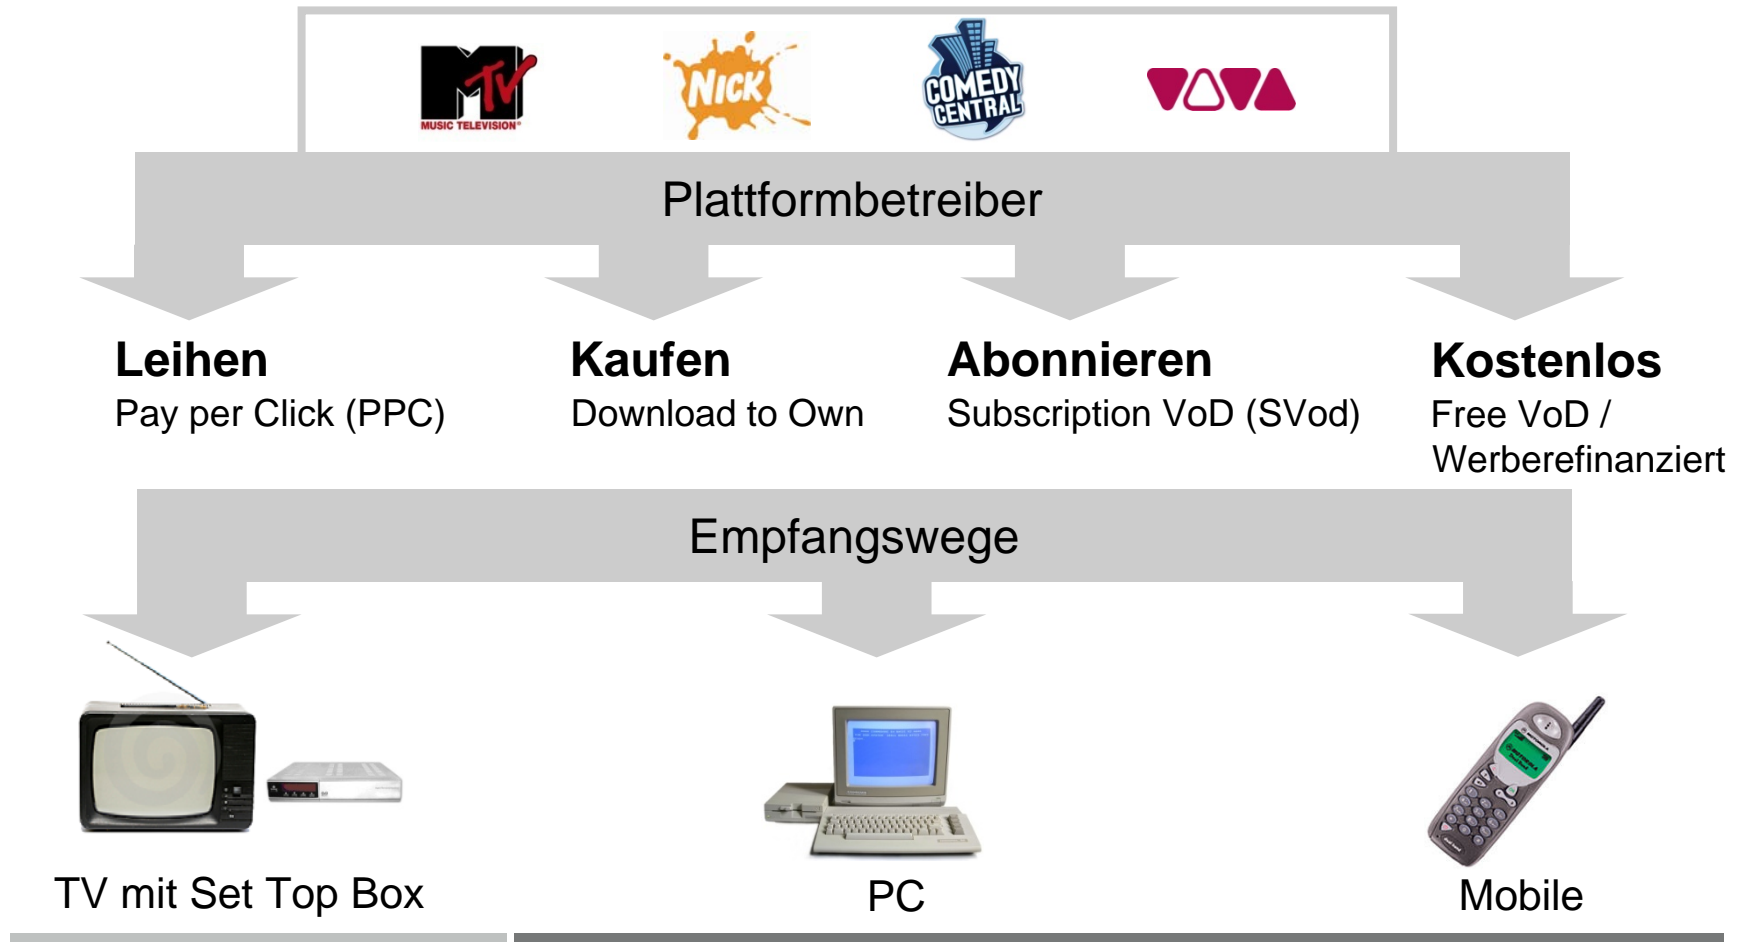 MTV
MUSIC TELEVISION®
NICK
COMEDY
CENTRAL
VIVA
Plattformbetreiber
Leihen
Pay per Click (PPC)
Kaufen
Download to Own
Abonnieren
Subscription VoD (SVod)
Kostenlos
Free VoD /
Werberefinanziert
Empfangswege
TV mit Set Top Box
PC
Mobile